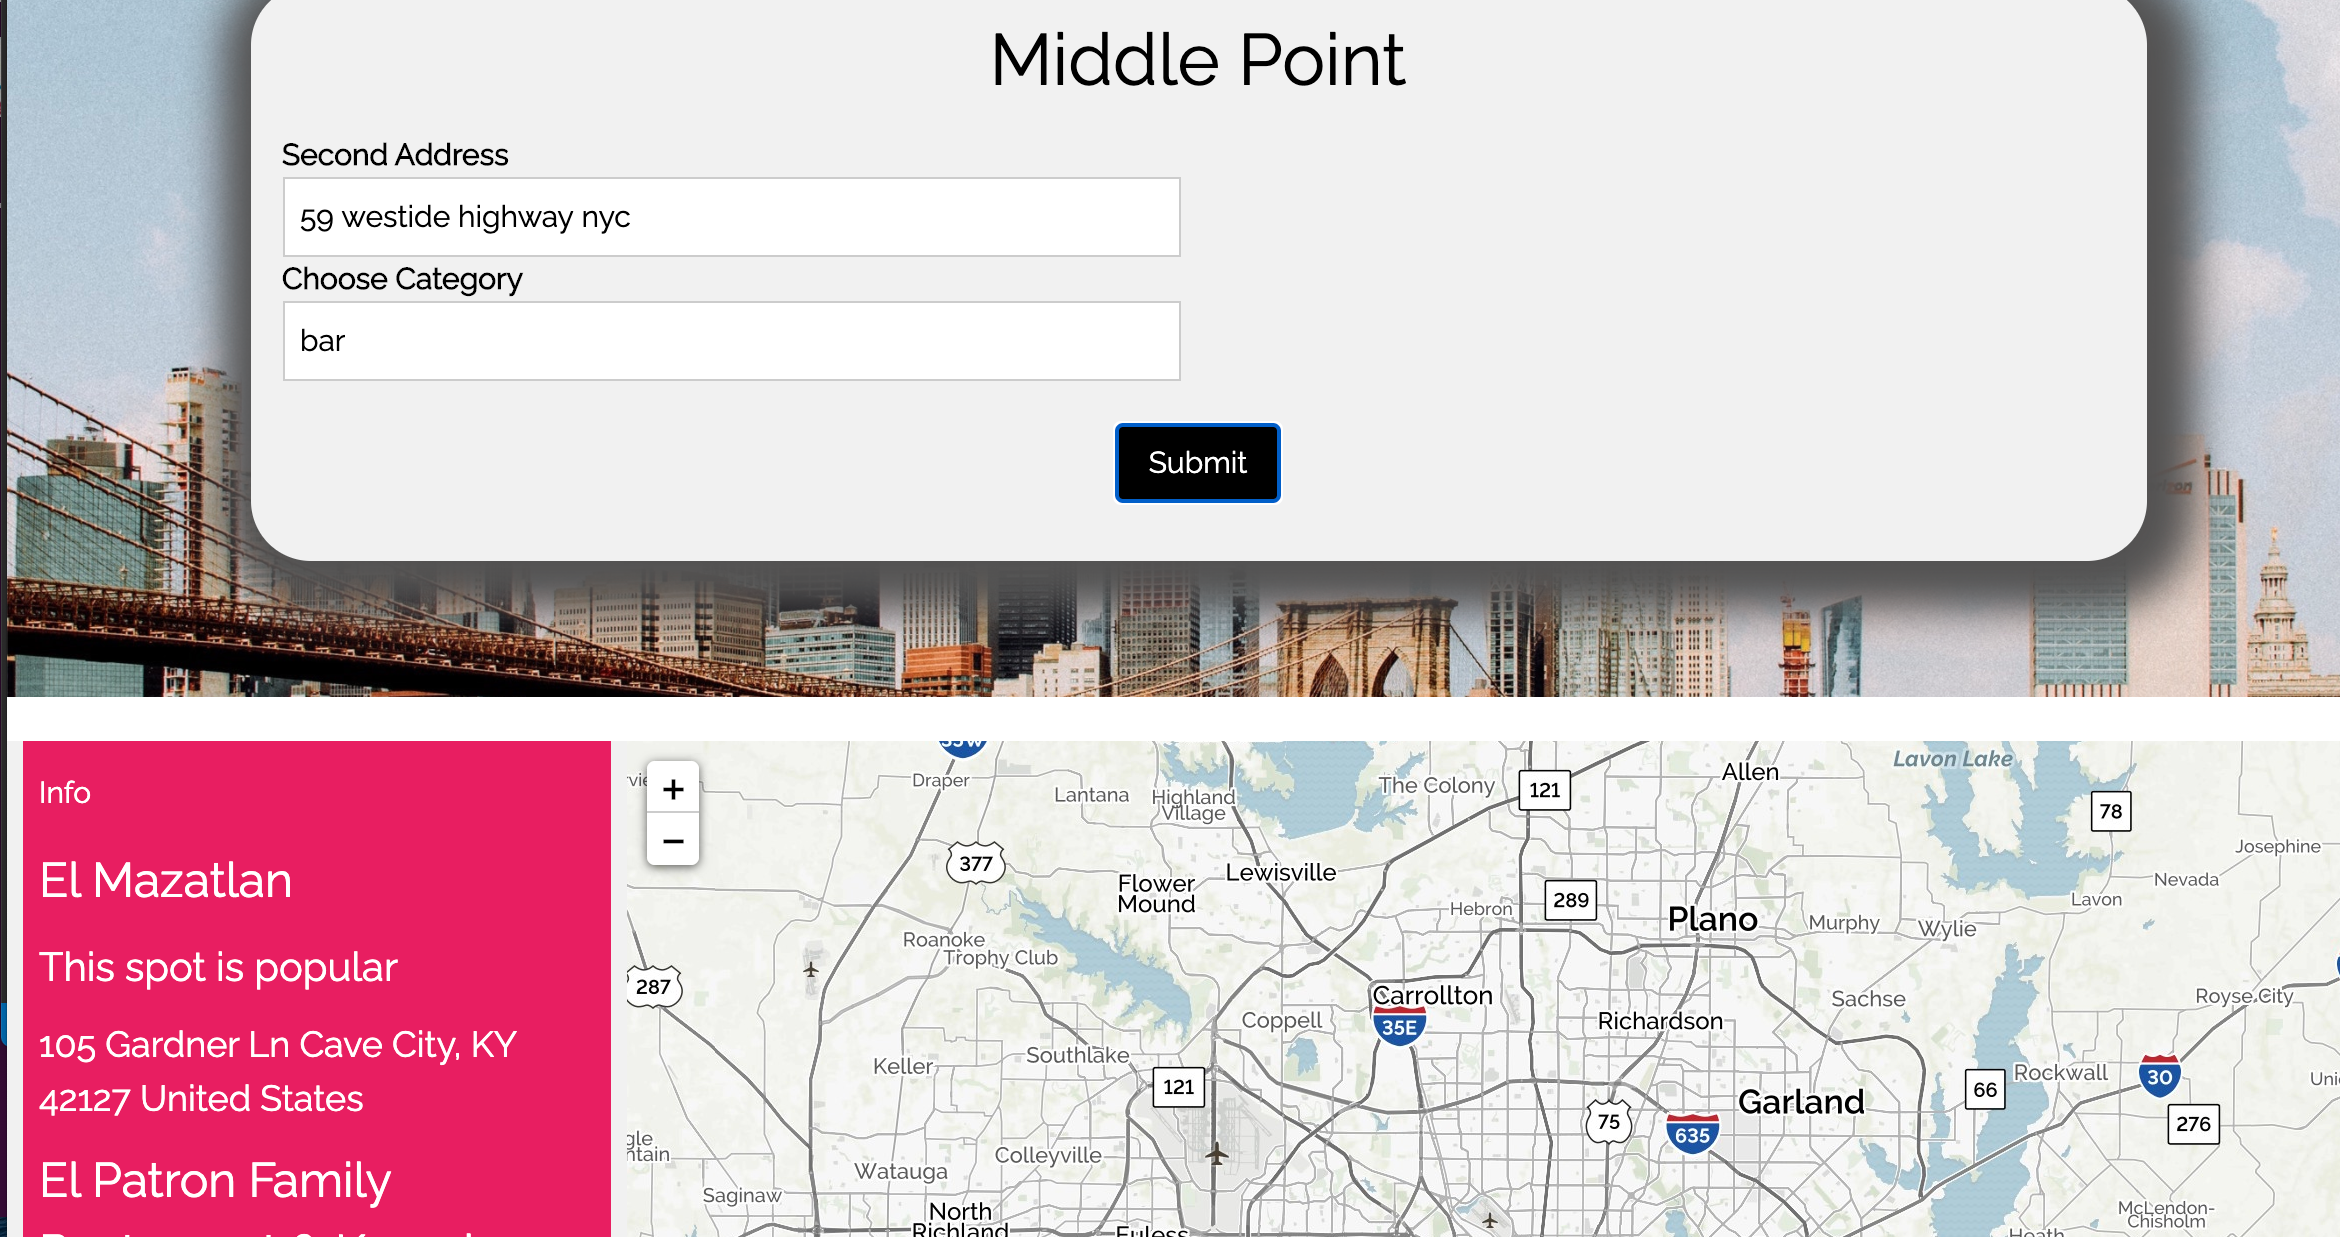 Middle Point
Second Address
59 westide highway nyc
Choose Category
bar
Submit
Info
El Mazatlan
This spot is popular
105 Gardner Ln Cave City, KY
42127 United States
El Patron Family
+
−
Draper
Lantana
Highland
Village
The Colony
121
Allen
Lavon Lake
78
377
Flower
Mound
Lewisville
289
Hebron
Plano
Murphy
Wylie
Lavon
Nevada
Josephine
Roanoke
Trophy Club
287
Carrollton
35E
Coppell
Richardson
Sachse
Royse City
Keller
Southlake
121
75
635
Garland
66
Rockwall
30
276
Watauga
Colleyville
Saginaw
North
Richland
Euless
McLendon-
Chisholm
Heath